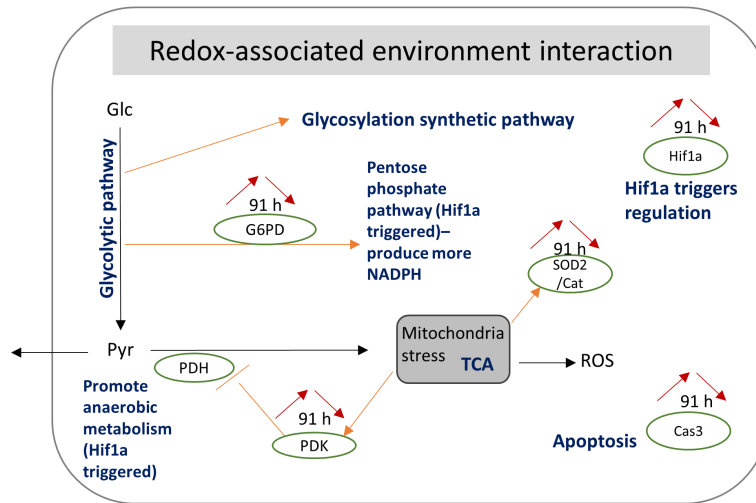 Redox-associated environment interaction
Glc
Glycosylation synthetic pathway
91 h
Hif1a
Hif1a triggers
regulation
Glycolytic pathway
91 h
G6PD
Pentose
phosphate
pathway (Hif1a
triggered)–
produce more
NADPH
91 h
SOD2
/Cat
Pyr
PDH
Mitochondria
stress
TCA
ROS
Promote
anaerobic
metabolism
(Hif1a
triggered)
91 h
PDK
Apoptosis
91 h
Cas3